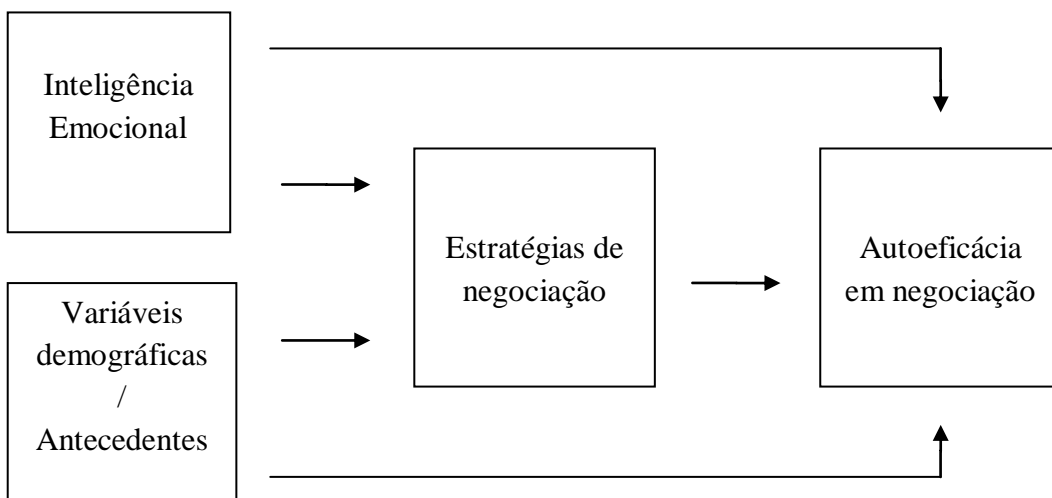 Inteligência
Emocional
Variáveis
demográficas
/
Antecedentes
Estratégias de
negociação
Autoeficácia
em negociação